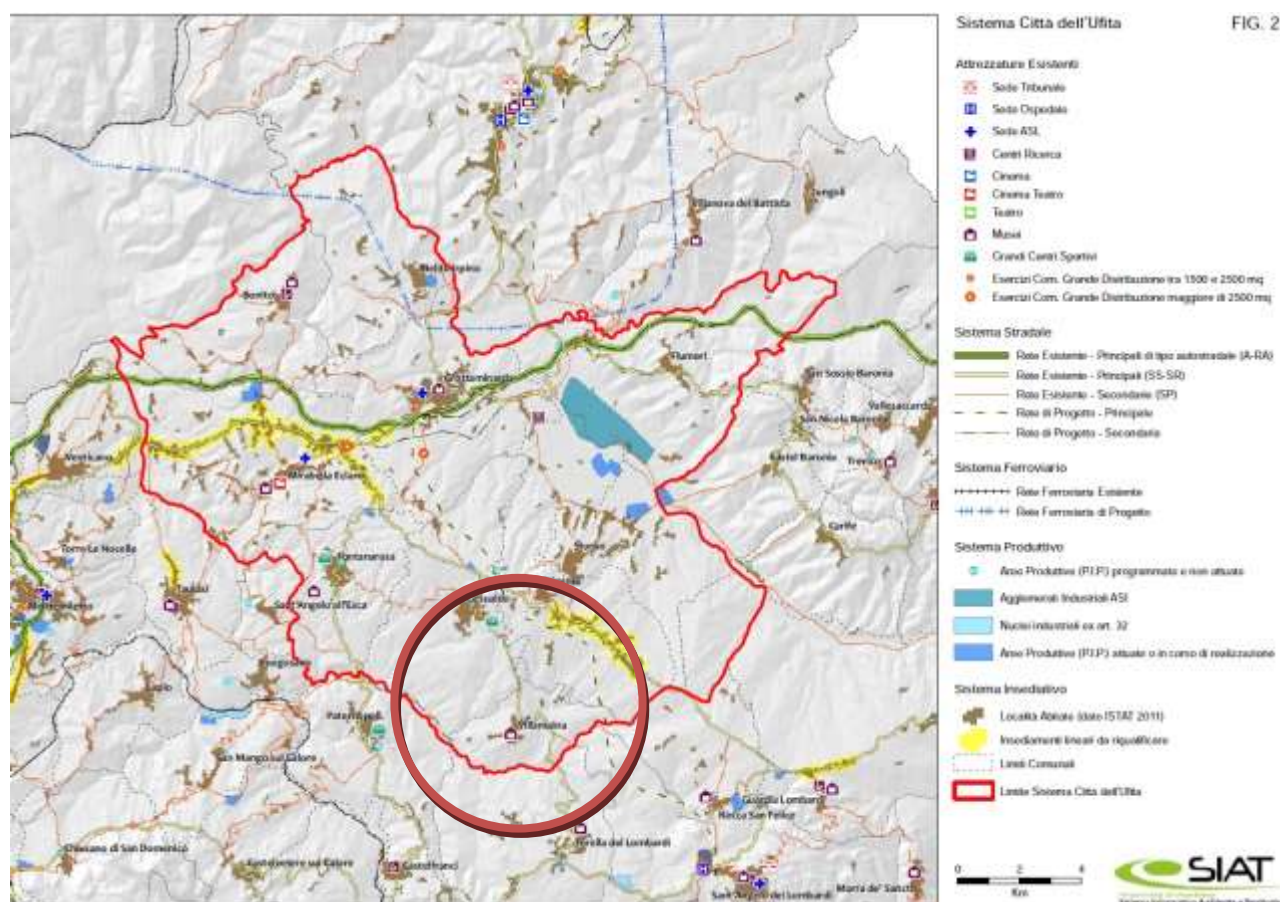 Sistema Città dell'Ufita
FIG. 2
Attrezzature Esistenti
Sede Tribunale
Sede Ospedale
Sede ASL
Centri Ricerca
Cinema
Cinema Teatro
Teatro
Musei
Grandi Centri Sportivi
Esercizi Com. Grande Distribuzione tra 1500 e 2500 mq
Esercizi Com. Grande Distribuzione maggiore di 2500 mq
Sistema Stradale
Rete Esistente - Principali di tipo autostradale (A-RA)
Rete Esistente - Principali (SS-SR)
Rete Esistente - Secondarie (SP)
Rete di Progetto - Principale
Rete di Progetto - Secondaria
Sistema Ferroviario
Rete Ferroviaria Esistente
Rete Ferroviaria di Progetto
Sistema Produttivo
Aree Produttive (P.I.P.) programmate e non attuate
Agglomerati Industriali ASI
Nuclei industriali ex art. 32
Aree Produttive (P.I.P.) attuate o in corso di realizzazione
Sistema Insediativo
Località Abitate (dato ISTAT 2011)
Insediamenti lineari da riqualificare
Limiti Comunali
Limite Sistema Città dell'Ufita
0 2 4
Km
SIAT
Villanova del Battista
Zungoli
Melito Irpino
Bonito
Flumeri
San Sossio Baronia
Grottaminarda
San Nicola Baronia
Vallesaccarda
Castel Baronia
Trevico
Venticano
Mirabella Eclano
Carife
Torre Le Nocelle
Fontanarosa
Sturno
Taurasi
Sant'Angelo all'Esca
Gesualdo
Montemiletto
Luogosano
Lapio
Paternopoli
Villamaina
San Mango sul Calore
Guardia Lombardi
Rocca San Felice
Torella dei Lombardi
Chiusano di San Domenico
Castelvetere sul Calore
Castelfranci
Sant'Angelo dei Lombardi
Morra de' Sanctis